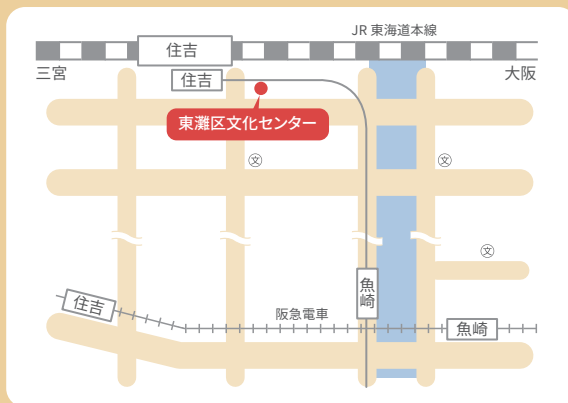 JR 東海道本線
住吉
三宮
大阪
住吉
東灘区文化センター
文
文
文
魚崎
住吉
阪急電車
魚崎